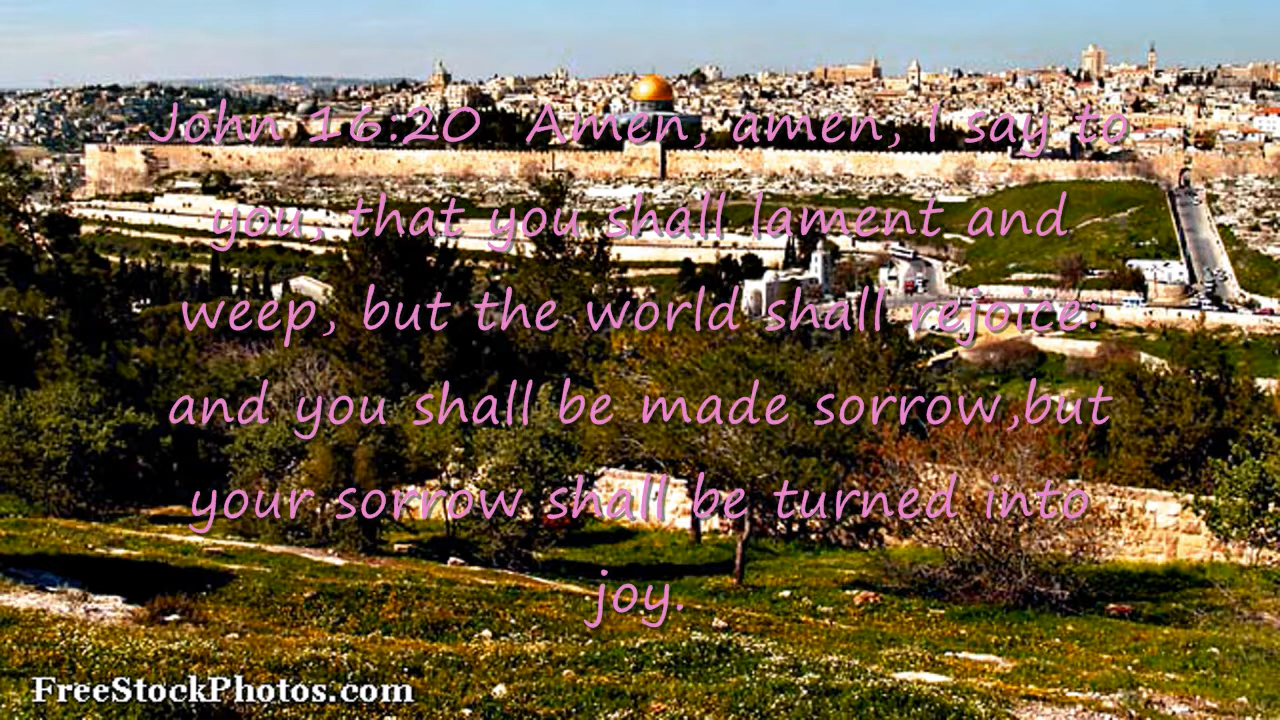 John 16:20 Amen, amen, I say to
you, that you shall lament and
weep, but the world shall rejoice:
and you shall be made sorrow,but
your sorrow shall be turned into
joy.
FreeStockPhotos.com